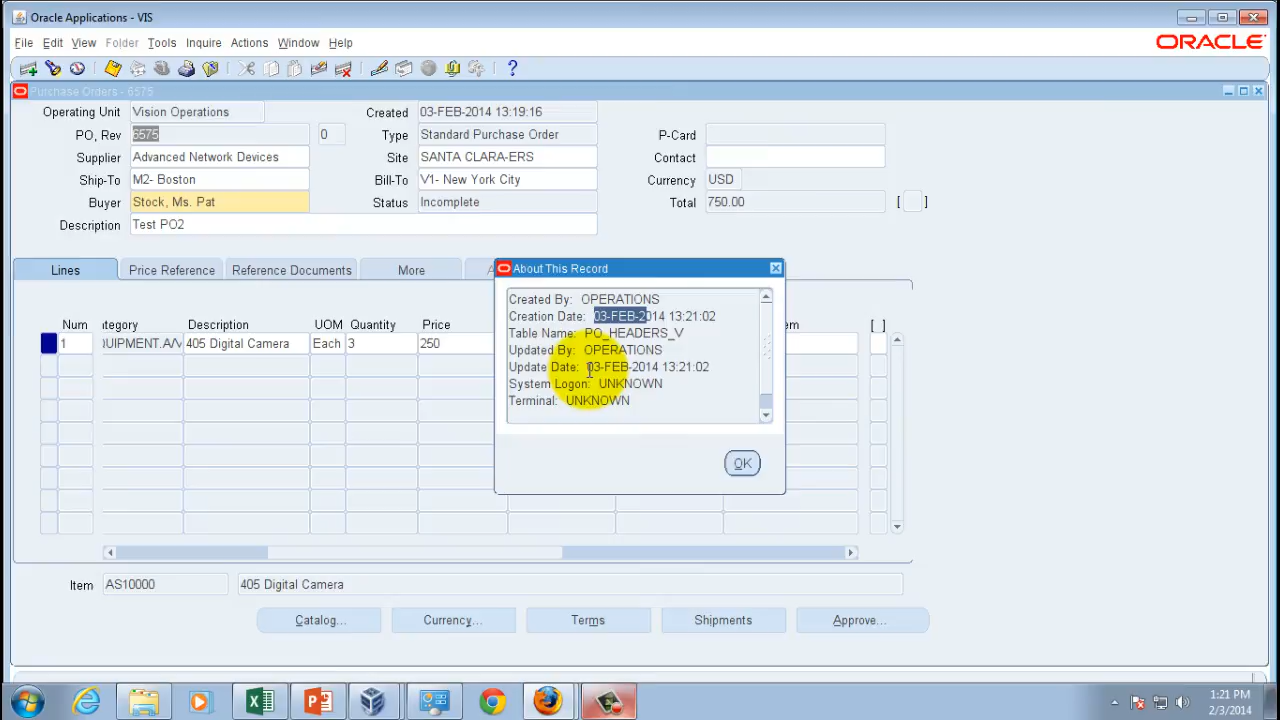 Oracle Applications - VIS
File Edit View Folder Tools Inquire Actions Window Help
ORACLE
Purchase Orders - 6575
Operating Unit Vision Operations Created 03-FEB-2014 13:19:16
PO, Rev 6575 0 Type Standard Purchase Order P-Card
Supplier Advanced Network Devices Site SANTA CLARA-ERS Contact
Ship-To M2- Boston Bill-To V1- New York City Currency USD
Buyer Stock, Ms. Pat Status Incomplete Total 750.00 [ ]
Description Test PO2
Lines Price Reference Reference Documents More A
Num tegory Description UOM Quantity Price em [ ]
1 QUIPMENT.A/V 405 Digital Camera Each 3 250
About This Record
Created By: OPERATIONS
Creation Date: 03-FEB-2014 13:21:02
Table Name: PO_HEADERS_V
Updated By: OPERATIONS
Update Date: 03-FEB-2014 13:21:02
System Logon: UNKNOWN
Terminal: UNKNOWN
OK
Item AS10000 405 Digital Camera
Catalog... Currency... Terms Shipments Approve...
1:21 PM
2/3/2014